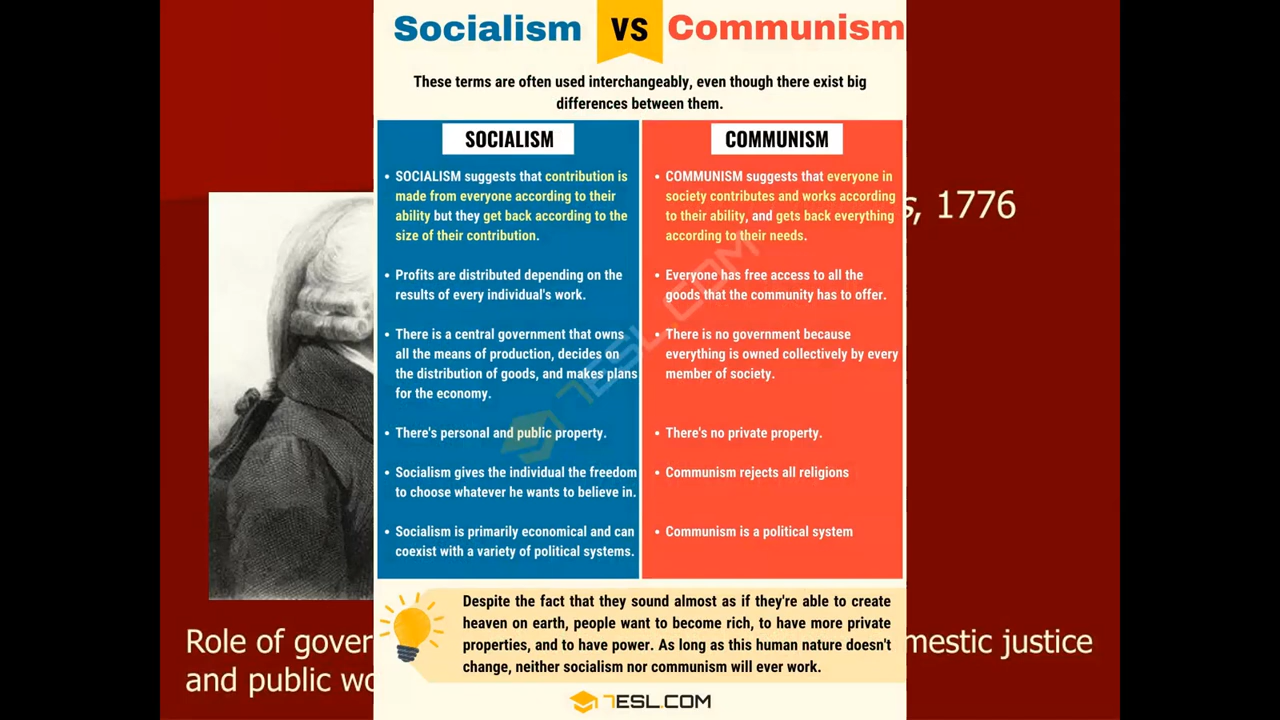 Socialism VS Communism
These terms are often used interchangeably, even though there exist big
differences between them.
SOCIALISM
• SOCIALISM suggests that contribution is
made from everyone according to their
ability but they get back according to the
size of their contribution.
• Profits are distributed depending on the
results of every individual's work.
• There is a central government that owns
all the means of production, decides on
the distribution of goods, and makes plans
for the economy.
• There's personal and public property.
• Socialism gives the individual the freedom
to choose whatever he wants to believe in.
• Socialism is primarily economical and can
coexist with a variety of political systems.
COMMUNISM
• COMMUNISM suggests that everyone in
society contributes and works according
to their ability, and gets back everything
according to their needs.
• Everyone has free access to all the
goods that the community has to offer.
• There is no government because
everything is owned collectively by every
member of society.
• There's no private property.
• Communism rejects all religions
• Communism is a political system
7ESL.COM
Despite the fact that they sound almost as if they're able to create
heaven on earth, people want to become rich, to have more private
properties, and to have power. As long as this human nature doesn't
change, neither socialism nor communism will ever work.
7ESL.COM
, 1776
Role of justice
and public